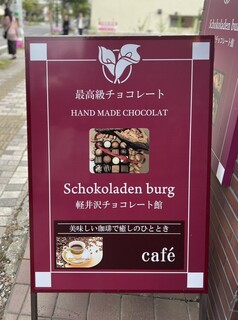 最高級チョコレート
HAND MADE CHOCOLAT
Schokoladen burg
軽井沢チョコレート館
美味しい珈琲で癒しのひととき
café